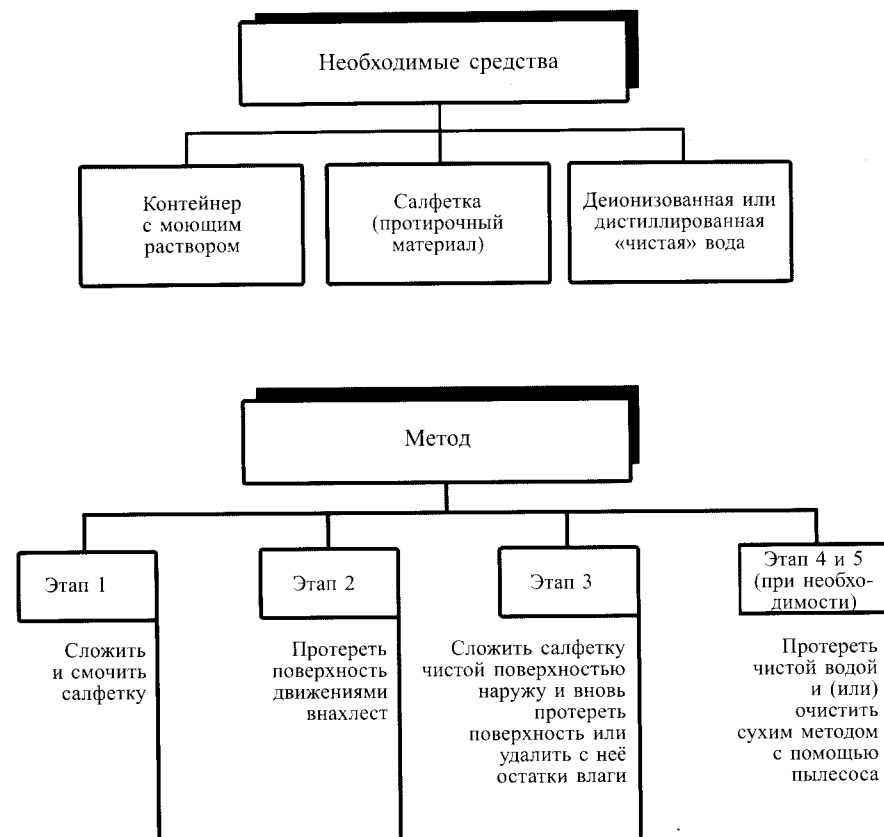 Необходимые средства
Контейнер
с моющим
раствором
Салфетка
(протирочный
материал)
Деионизованная или
дистиллированная
«чистая» вода
Метод
Этап 1
Сложить
и смочить
салфетку
Этап 2
Протереть
поверхность
движениями
внахлест
Этап 3
Сложить салфетку
чистой поверхностью
наружу и вновь
протереть
поверхность или
удалить с неё
остатки влаги
Этап 4 и 5
(при необхо-
димости)
Протереть
чистой водой
и (или)
очистить
сухим методом
с помощью
пылесоса